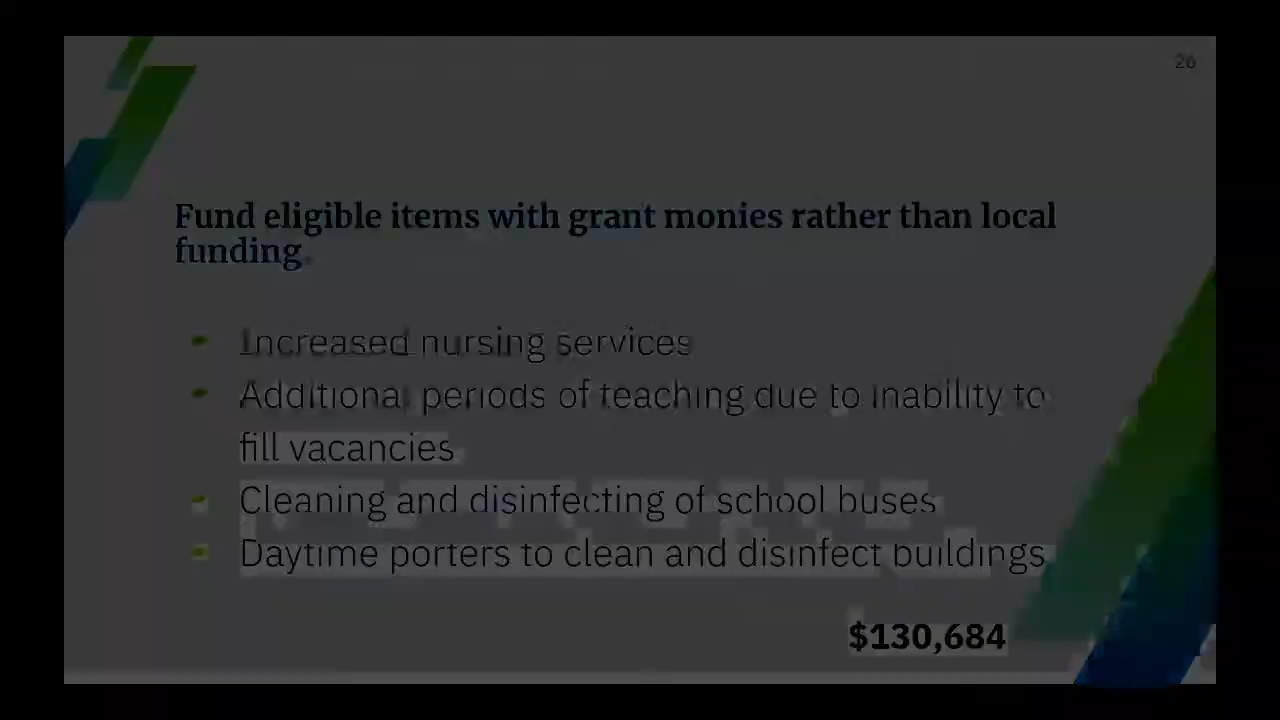 26
Fund eligible items with grant monies rather than local
funding.
Increased nursing services
Additional periods of teaching due to inability to
fill vacancies
Cleaning and disinfecting of school buses
Daytime porters to clean and disinfect buildings
$130,684